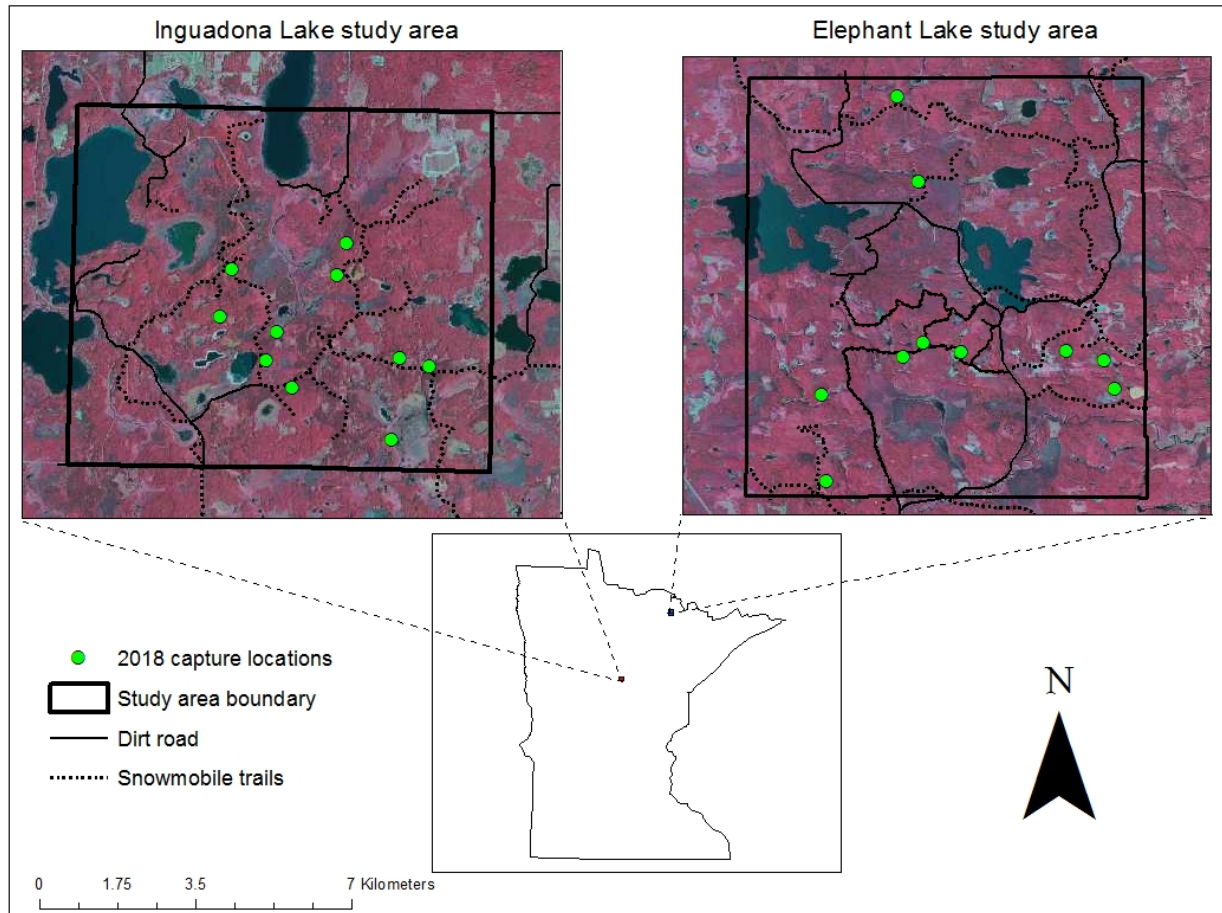 Inguadona Lake study area
Elephant Lake study area
2018 capture locations
Study area boundary
Dirt road
Snowmobile trails
N
0 1.75 3.5 7 Kilometers